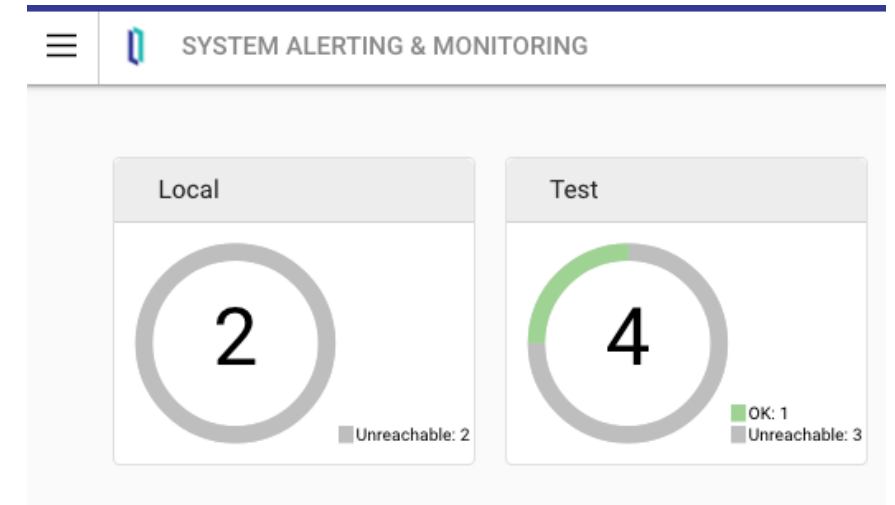 SYSTEM ALERTING & MONITORING
Local
2
Unreachable: 2
Test
4
OK: 1
Unreachable: 3